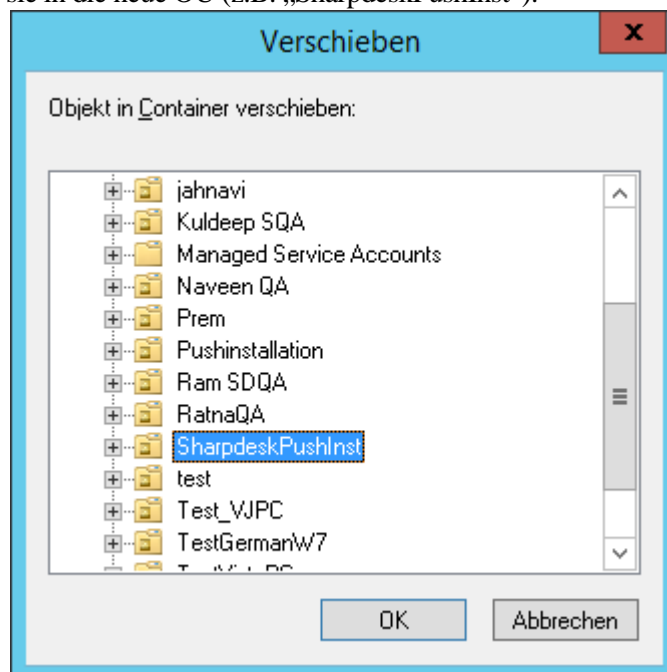 sie in die neue OU (z.B. „SharpdeskPushInst“).
Verschieben
x
Objekt in Container verschieben:
jahnavi
Kuldeep SQA
Managed Service Accounts
Naveen QA
Prem
Pushinstallation
Ram SDQA
RatnaQA
SharpdeskPushInst
test
Test_VJPC
TestGermanW7
OK
Abbrechen